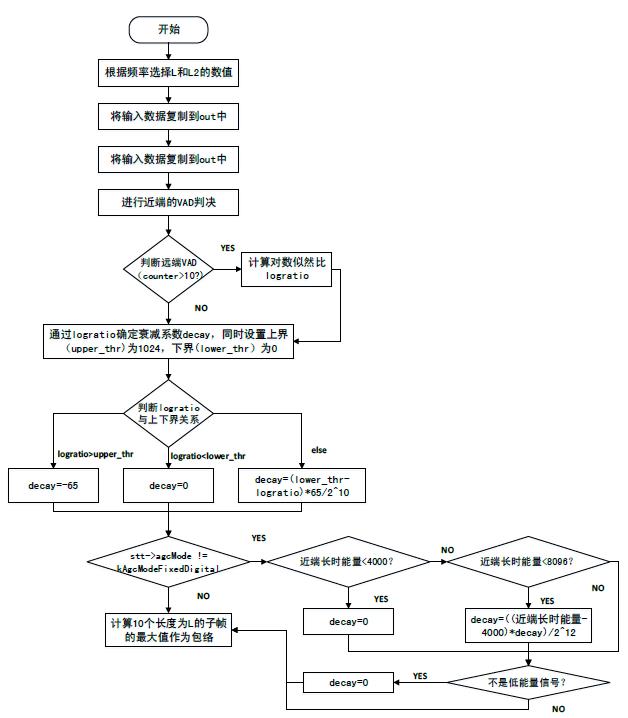 开始
根据频率选择L和L2的数值
将输入数据复制到out中
将输入数据复制到out中
进行近端的VAD判决
判断远端VAD
（counter>10?）
YES
计算对数似然比
logratio
NO
通过logratio确定衰减系数decay，同时设置上界
（upper_thr)为1024，下界(lower_thr）为0
判断logratio
与上下界关系
logratio>upper_thr
logratio<lower_thr
else
decay=-65
decay=0
decay=(lower_thr-
logratio)*65/2^10
stt->agcMode !=
kAgcModeFixedDigital
YES
近端长时能量<4000?
NO
近端长时能量<8096?
NO
NO
YES
YES
计算10个长度为L的子帧
的最大值作为包络
decay=0
decay=((近端长时能量-
4000)*decay)/2^12
不是低能量信号?
YES
decay=0
NO